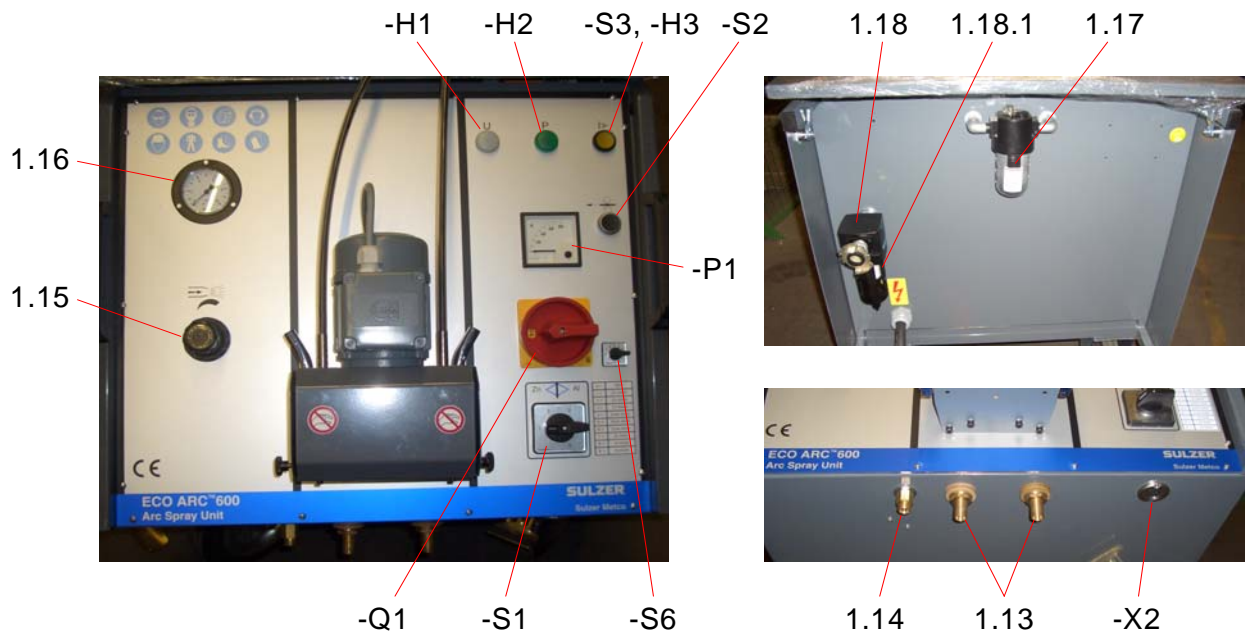 -H1 -H2 -S3, -H3 -S2 1.18 1.18.1 1.17
U P
1.16
-P1
1.15
Zn Al
CE
ECO ARC™600
Arc Spray Unit
SULZER
Sulzer Metco
CE
ECO ARC™600
Arc Spray Unit
SULZER
Sulzer Metco
-Q1 -S1 -S6 1.14 1.13 -X2